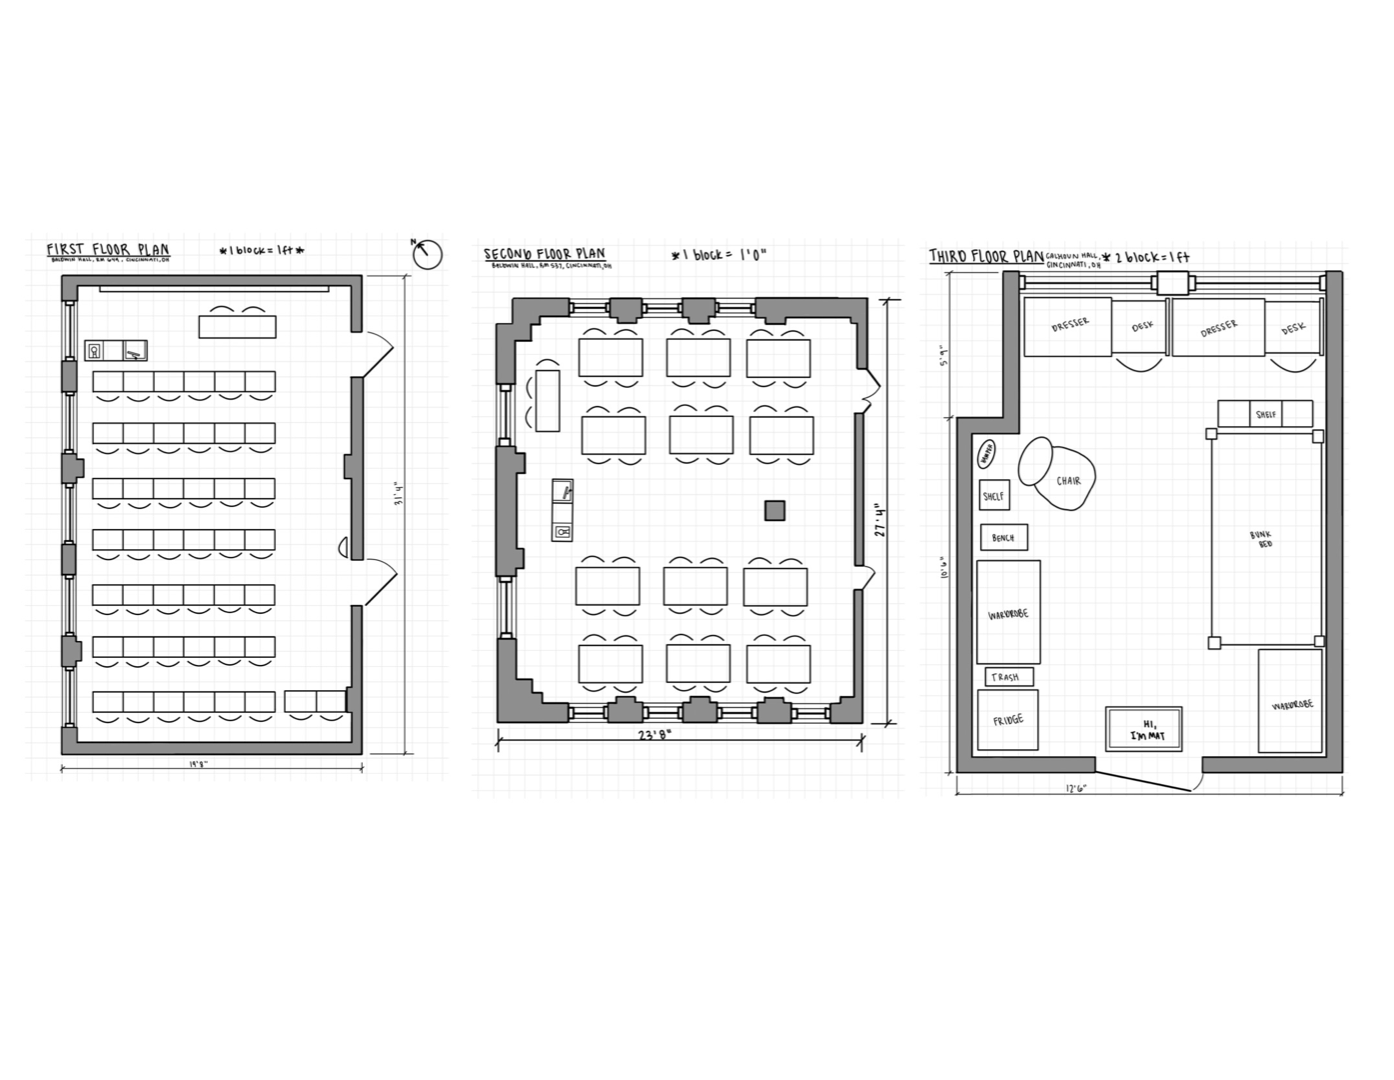 FIRST FLOOR PLAN
*1 block = 1ft*
N
BALDWIN HALL, RM 644, CINCINNATI, OH
31'4"
19'8"
SECOND FLOOR PLAN
*1 block = 1'0"
BALDWIN HALL, RM 537, CINCINNATI, OH
27'4"
23'8"
THIRD FLOOR PLAN
CALHOUN HALL,
CINCINNATI, OH
* 2 block = 1ft
DRESSER
DESK
DRESSER
DESK
5'9"
SHELF
HAMPER
CHAIR
SHELF
BENCH
BUNK
BED
10'6"
WARDROBE
TRASH
FRIDGE
WARDROBE
HI,
I'M MAT
12'6"